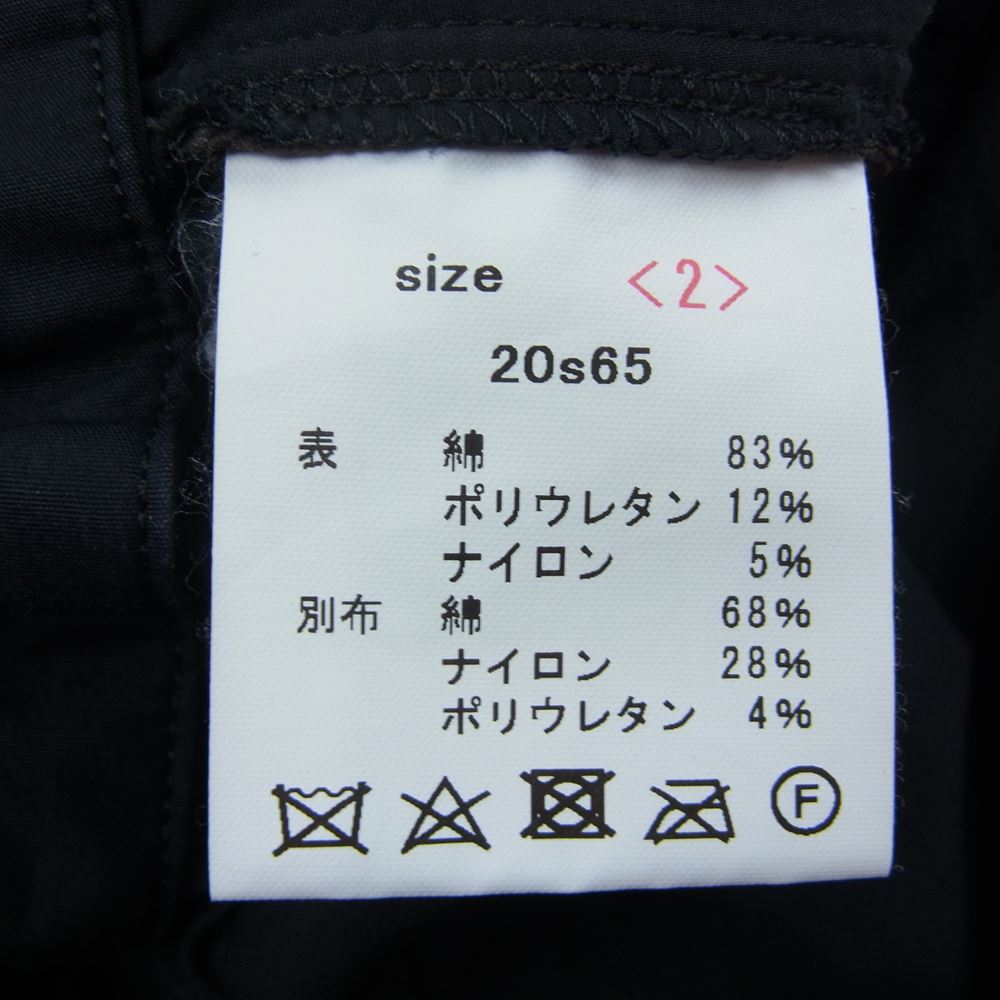 size <2>
20s65
表 綿 83%
ポリウレタン 12%
ナイロン 5%
別布 綿 68%
ナイロン 28%
ポリウレタン 4%
F